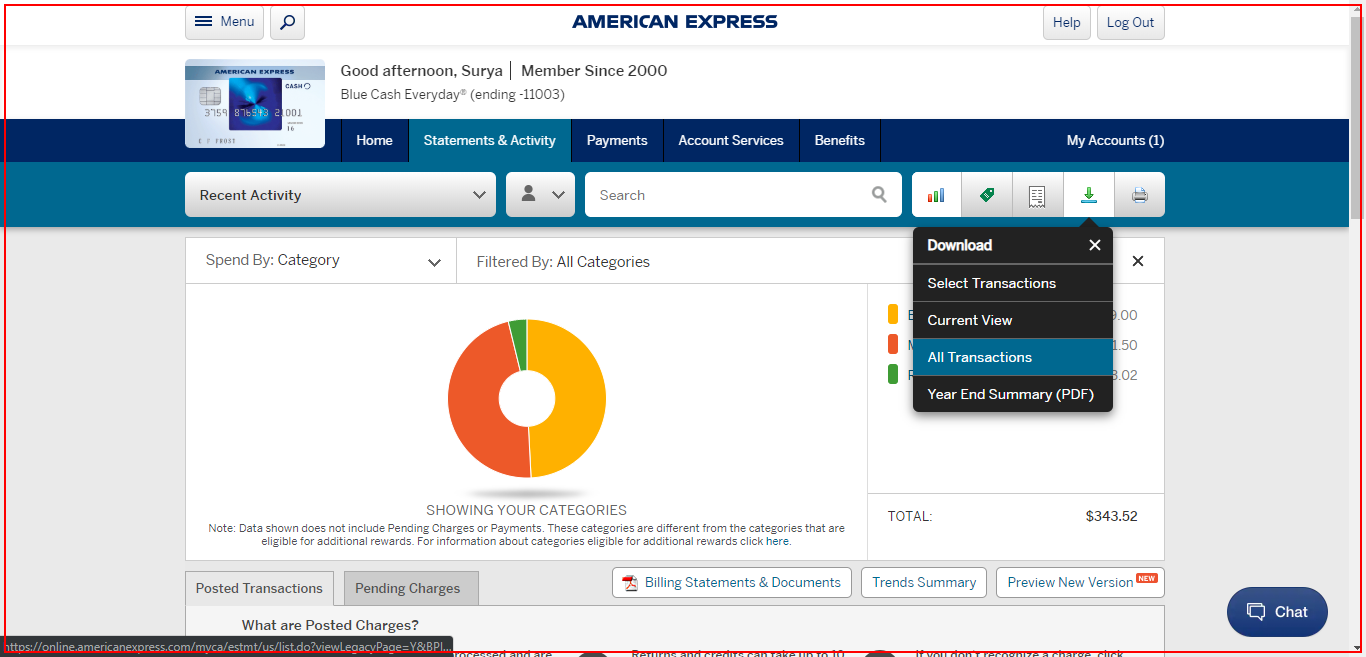 Menu
AMERICAN EXPRESS
Help
Log Out
AMERICAN EXPRESS
CASH
3759 876543 21001
16
C F FROST
Good afternoon, Surya | Member Since 2000
Blue Cash Everyday® (ending -11003)
Home
Statements & Activity
Payments
Account Services
Benefits
My Accounts (1)
Recent Activity
Search
Download
Select Transactions
Current View
All Transactions
Year End Summary (PDF)
Spend By: Category
Filtered By: All Categories
9.00
1.50
3.02
SHOWING YOUR CATEGORIES
Note: Data shown does not include Pending Charges or Payments. These categories are different from the categories that are
eligible for additional rewards. For information about categories eligible for additional rewards click here.
TOTAL:
$343.52
Posted Transactions
Pending Charges
Billing Statements & Documents
Trends Summary
Preview New Version NEW
What are Posted Charges?
Chat
https://online.americanexpress.com/myca/estmt/us/list.do?viewLegacyPage=Y&BPI...
processed and are
Returns and credits can take up to 10
If you don't recognize a charge, click